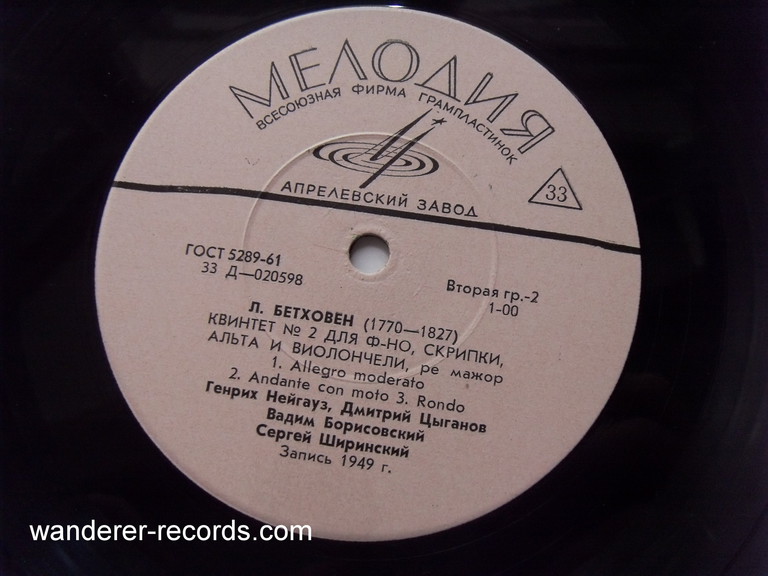 МЕЛОДИЯ
ВСЕСОЮЗНАЯ ФИРМА ГРАМПЛАСТИНОК
АПРЕЛЕВСКИЙ ЗАВОД
33
ГОСТ 5289-61
33 Д—020598
Вторая гр.-2
1-00
Л. БЕТХОВЕН (1770—1827)
КВИНТЕТ № 2 ДЛЯ Ф-НО, СКРИПКИ,
АЛЬТА И ВИОЛОНЧЕЛИ, ре мажор
1. Allegro moderato
2. Andante con moto 3. Rondo
Генрих Нейгауз, Дмитрий Цыганов
Вадим Борисовский
Сергей Ширинский
Запись 1949 г.
wanderer-records.com